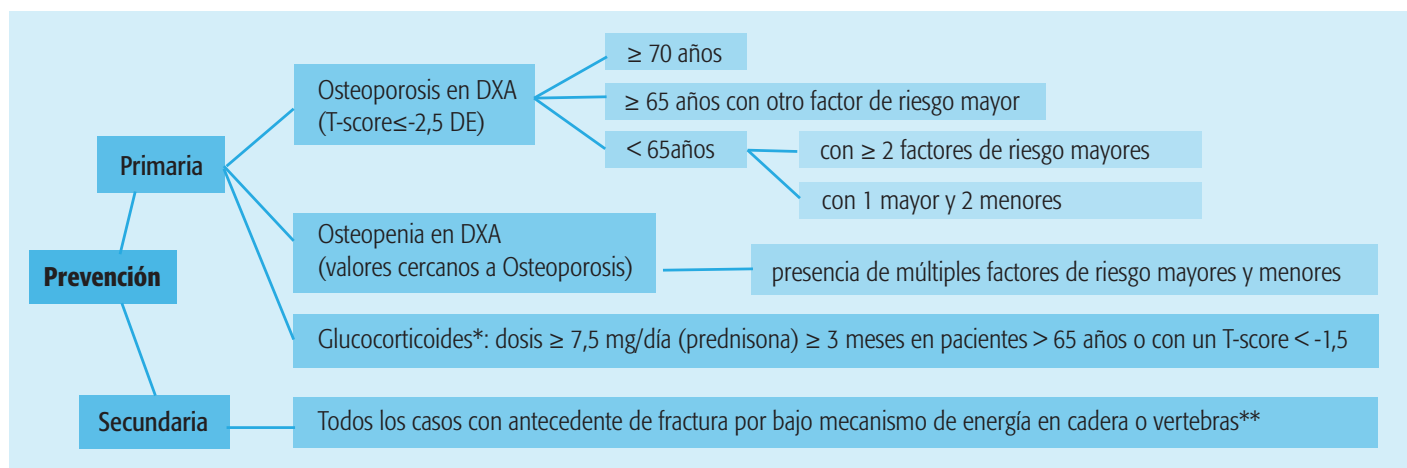 Prevención
Primaria
Osteoporosis en DXA
(T-score≤-2,5 DE)
≥ 70 años
≥ 65 años con otro factor de riesgo mayor
< 65años
con ≥ 2 factores de riesgo mayores
con 1 mayor y 2 menores
Osteopenia en DXA
(valores cercanos a Osteoporosis)
presencia de múltiples factores de riesgo mayores y menores
Glucocorticoides*: dosis ≥ 7,5 mg/día (prednisona) ≥ 3 meses en pacientes > 65 años o con un T-score < -1,5
Secundaria
Todos los casos con antecedente de fractura por bajo mecanismo de energía en cadera o vertebras**